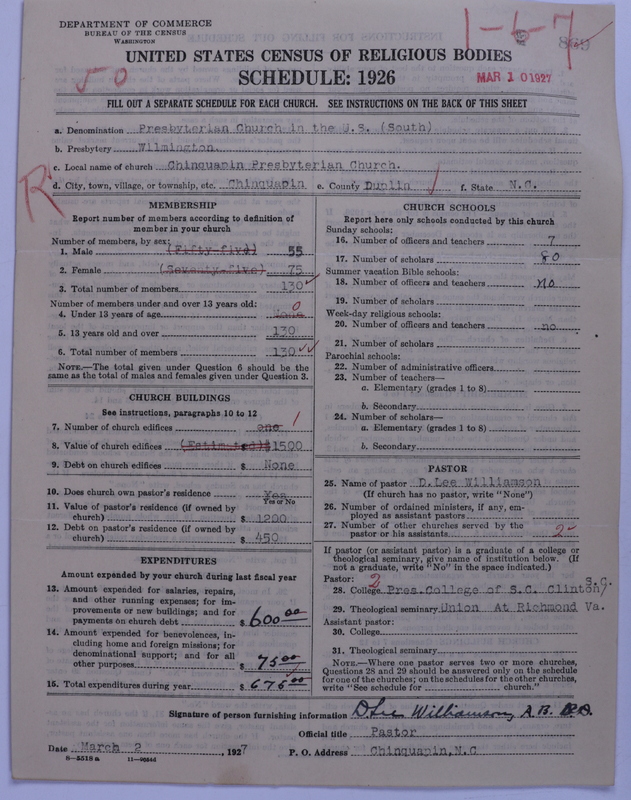 DEPARTMENT OF COMMERCE
BUREAU OF THE CENSUS
WASHINGTON
1-6-7
MAR 10 1927
50
UNITED STATES CENSUS OF RELIGIOUS BODIES
SCHEDULE: 1926
FILL OUT A SEPARATE SCHEDULE FOR EACH CHURCH. SEE INSTRUCTIONS ON THE BACK OF THIS SHEET
a. Denomination Presbyterian Church in the U.S. (South)
b. Presbytery Wilmington.
c. Local name of church Chinquapin Presbyterian Church.
R
d. City, town, village, or township, etc. Chinquapin e. County Duplin f. State N.C.
MEMBERSHIP
Report number of members according to definition of member in your church
Number of members, by sex:
1. Male (Fifty five) 55
2. Female (Seventy-five) 75
3. Total number of members 130
Number of members under and over 13 years old:
4. Under 13 years of age None 0
5. 13 years old and over 130
6. Total number of members 130
NOTE.—The total given under Question 6 should be the same as the total of males and females given under Question 3.
CHURCH BUILDINGS
See instructions, paragraphs 10 to 12
7. Number of church edifices one 1
8. Value of church edifices (Estimated)$1500
9. Debt on church edifices $ None
10. Does church own pastor's residence Yes
Yes or No
11. Value of pastor's residence (if owned by church) $ 1200
12. Debt on pastor's residence (if owned by church) $ 450
EXPENDITURES
Amount expended by your church during last fiscal year
13. Amount expended for salaries, repairs, and other running expenses; for improvements or new buildings; and for payments on church debt $ 600 00
14. Amount expended for benevolences, including home and foreign missions; for denominational support; and for all other purposes $ 75 00
15. Total expenditures during year $ 675 00
CHURCH SCHOOLS
Report here only schools conducted by this church
Sunday schools:
16. Number of officers and teachers 7
17. Number of scholars 80
Summer vacation Bible schools:
18. Number of officers and teachers No
19. Number of scholars
Week-day religious schools:
20. Number of officers and teachers no
21. Number of scholars
Parochial schools:
22. Number of administrative officers
23. Number of teachers—
a. Elementary (grades 1 to 8)
b. Secondary
24. Number of scholars—
a. Elementary (grades 1 to 8)
b. Secondary
PASTOR
25. Name of pastor D.Lee Williamson
(If church has no pastor, write "None")
26. Number of ordained ministers, if any, employed as assistant pastors
27. Number of other churches served by the pastor or his assistants 2
If pastor (or assistant pastor) is a graduate of a college or theological seminary, give name of institution below. (If not a graduate, write "No" in the space indicated.)
Pastor: 2
28. College Pres.College of S.C. Clinton, S.C.
29. Theological seminary Union At Richmond Va.
Assistant pastor:
30. College
31. Theological seminary
NOTE.—Where one pastor serves two or more churches, Questions 28 and 29 should be answered only on the schedule for one of the churches; on the schedules for the other churches, write "See schedule for church."
Signature of person furnishing information D Lee Williamson, A.B. B.D.
Official title Pastor
Date March 2, 1927 P. O. Address Chinquapin,N.C
8—5518 a